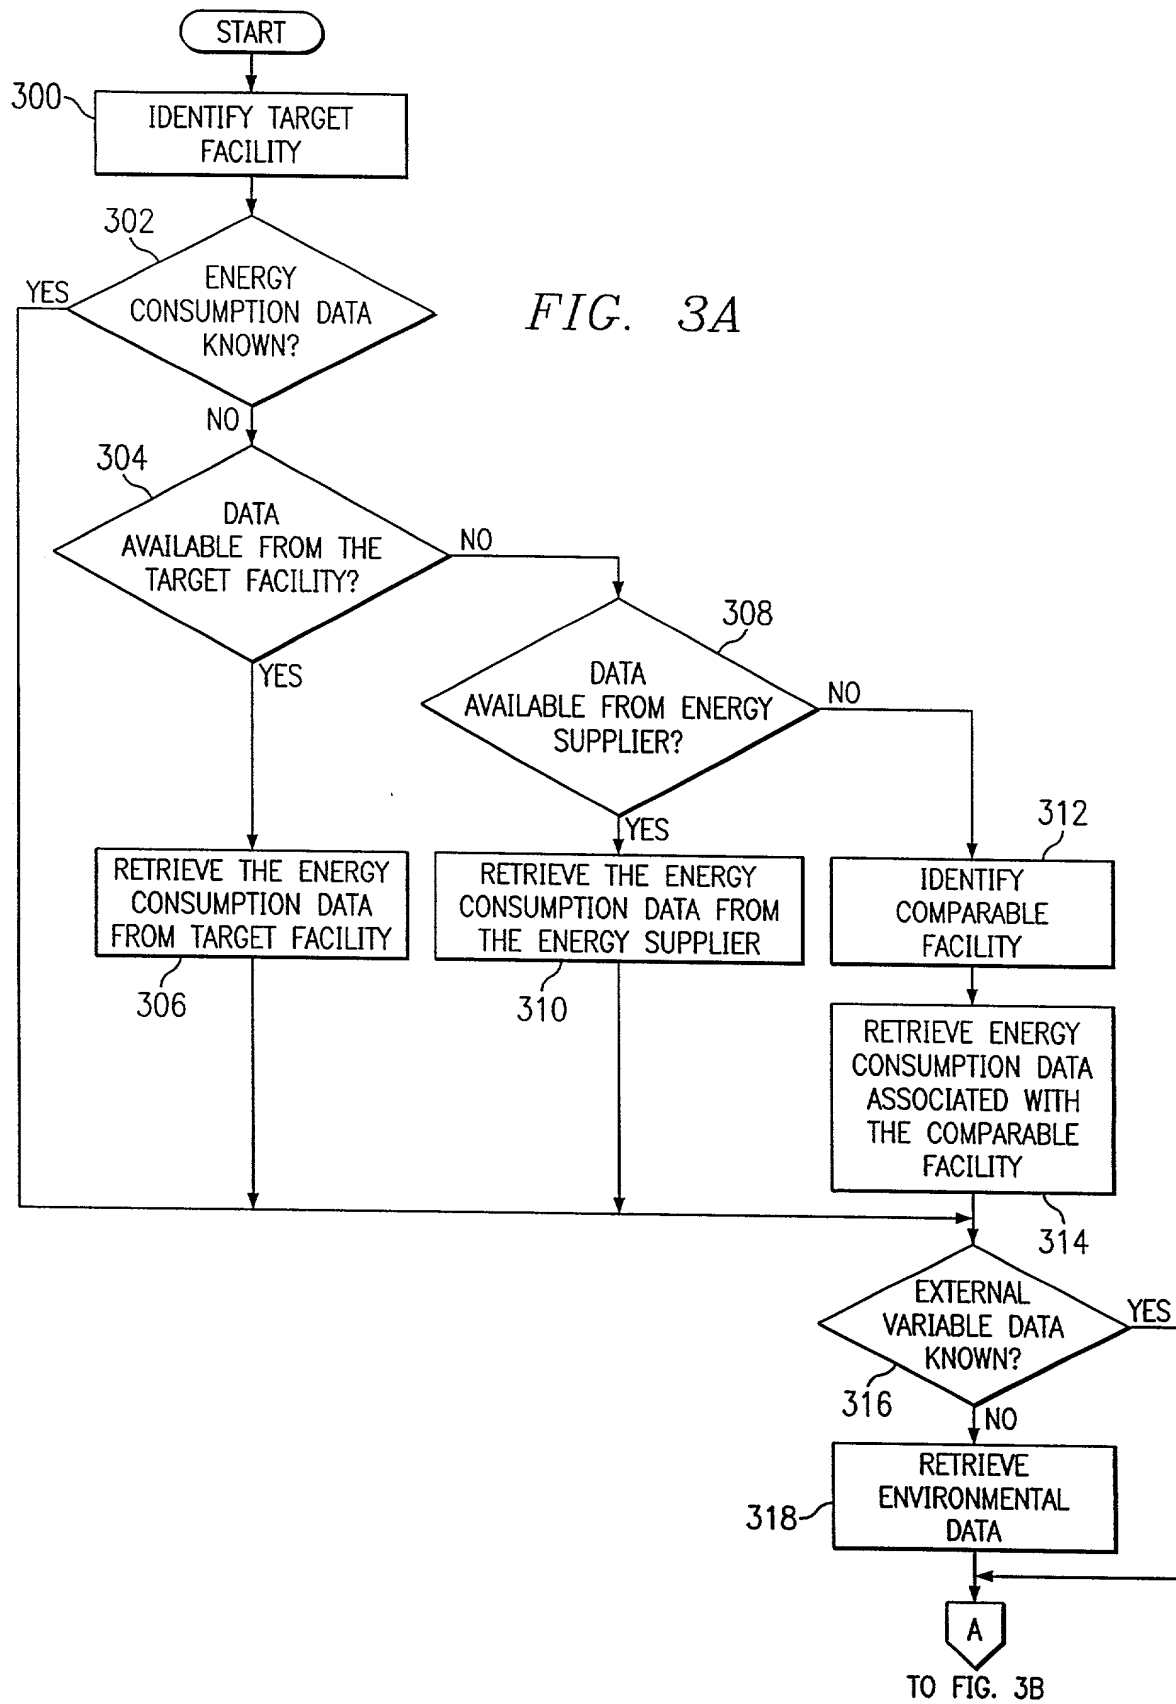 START
300
IDENTIFY TARGET
FACILITY
302
YES
ENERGY
CONSUMPTION DATA
KNOWN?
FIG. 3A
NO
304
DATA
AVAILABLE FROM THE
TARGET FACILITY?
NO
YES
308
DATA
AVAILABLE FROM ENERGY
SUPPLIER?
NO
YES
312
RETRIEVE THE ENERGY
CONSUMPTION DATA
FROM TARGET FACILITY
306
RETRIEVE THE ENERGY
CONSUMPTION DATA FROM
THE ENERGY SUPPLIER
310
IDENTIFY
COMPARABLE
FACILITY
RETRIEVE ENERGY
CONSUMPTION DATA
ASSOCIATED WITH
THE COMPARABLE
FACILITY
314
EXTERNAL
VARIABLE DATA
KNOWN?
YES
316
NO
RETRIEVE
ENVIRONMENTAL
DATA
318
A
TO FIG. 3B